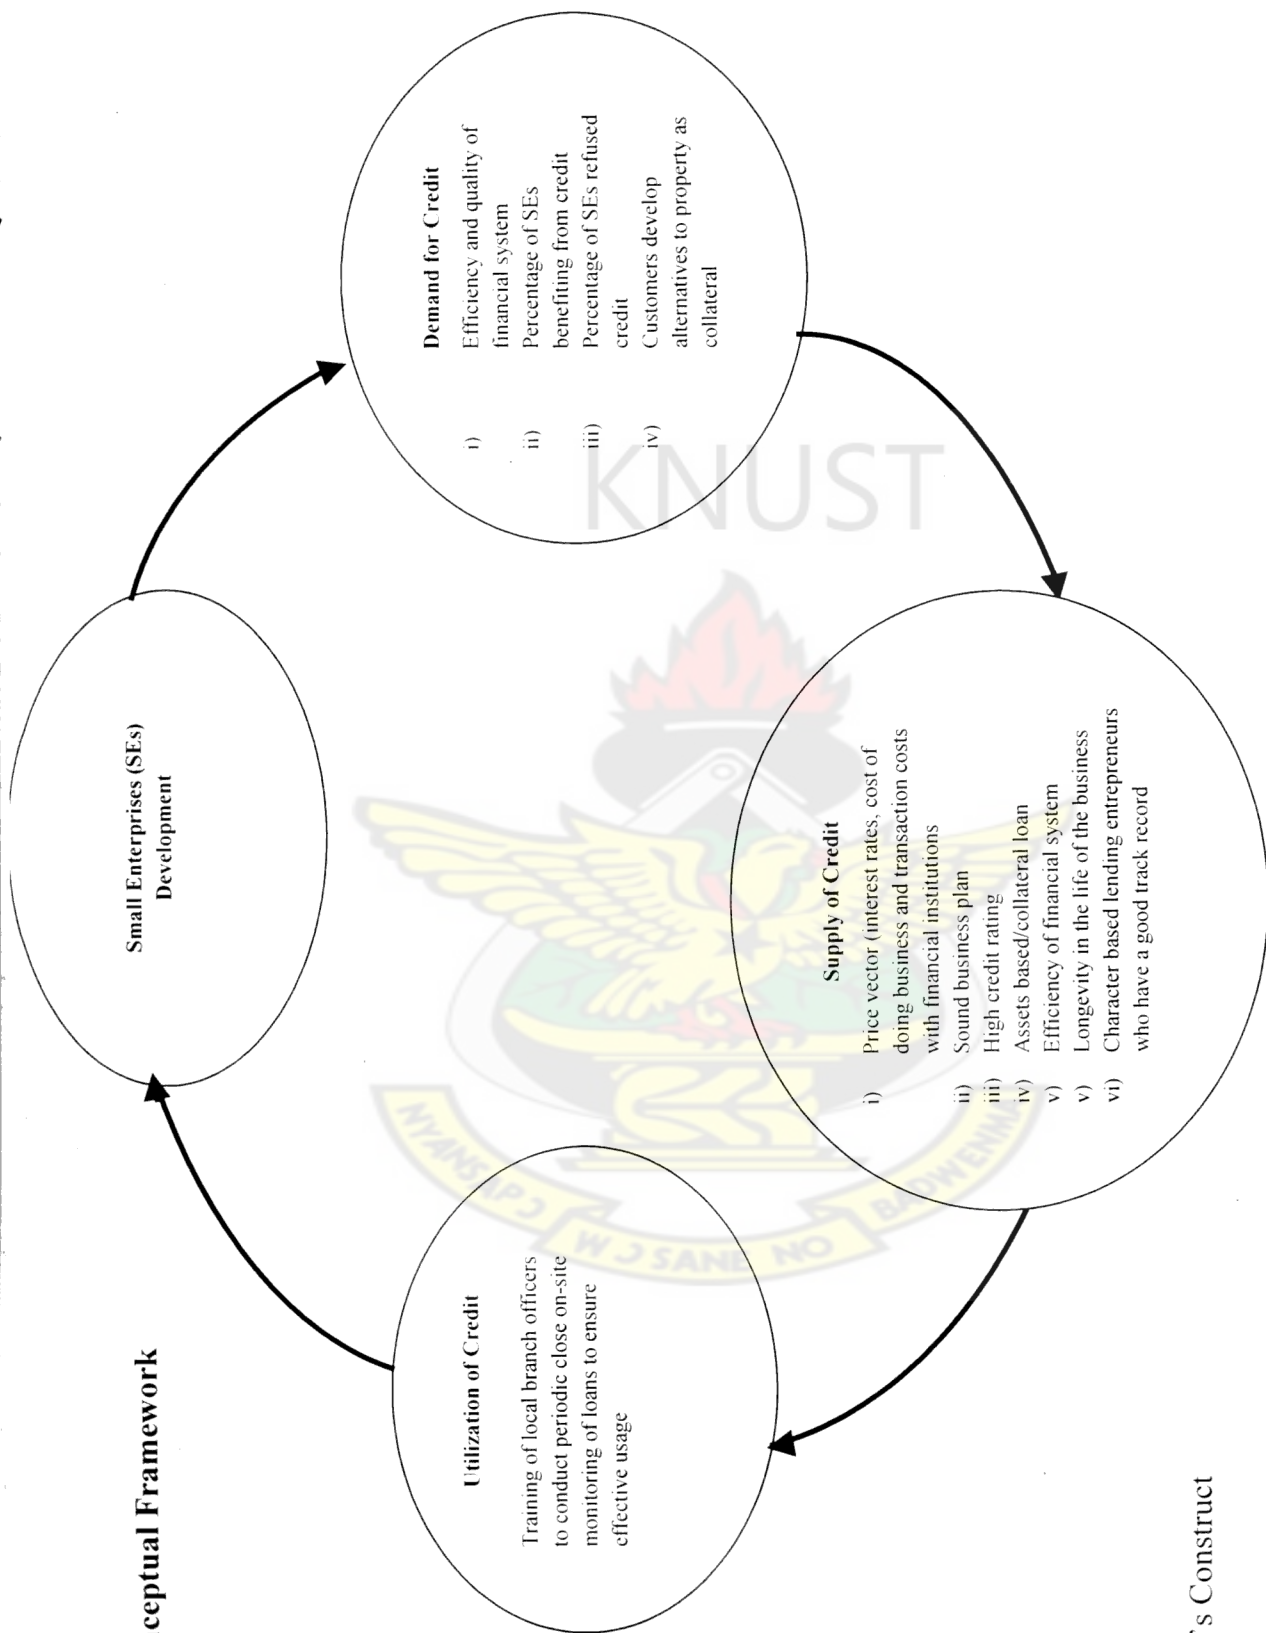 ceptual Framework
Small Enterprises (SEs)
Development
Demand for Credit
i) Efficiency and quality of
financial system
ii) Percentage of SEs
benefiting from credit
iii) Percentage of SEs refused
credit
iv) Customers develop
alternatives to property as
collateral
Supply of Credit
i) Price vector (interest rates, cost of
doing business and transaction costs
with financial institutions
ii) Sound business plan
iii) High credit rating
iv) Assets based/collateral loan
v) Efficiency of financial system
v) Longevity in the life of the business
vi) Character based lending entrepreneurs
who have a good track record
Utilization of Credit
Training of local branch officers
to conduct periodic close on-site
monitoring of loans to ensure
effective usage
's Construct
KNUST
NYANSAPƆ
WƆSANE NO
BADWENMA